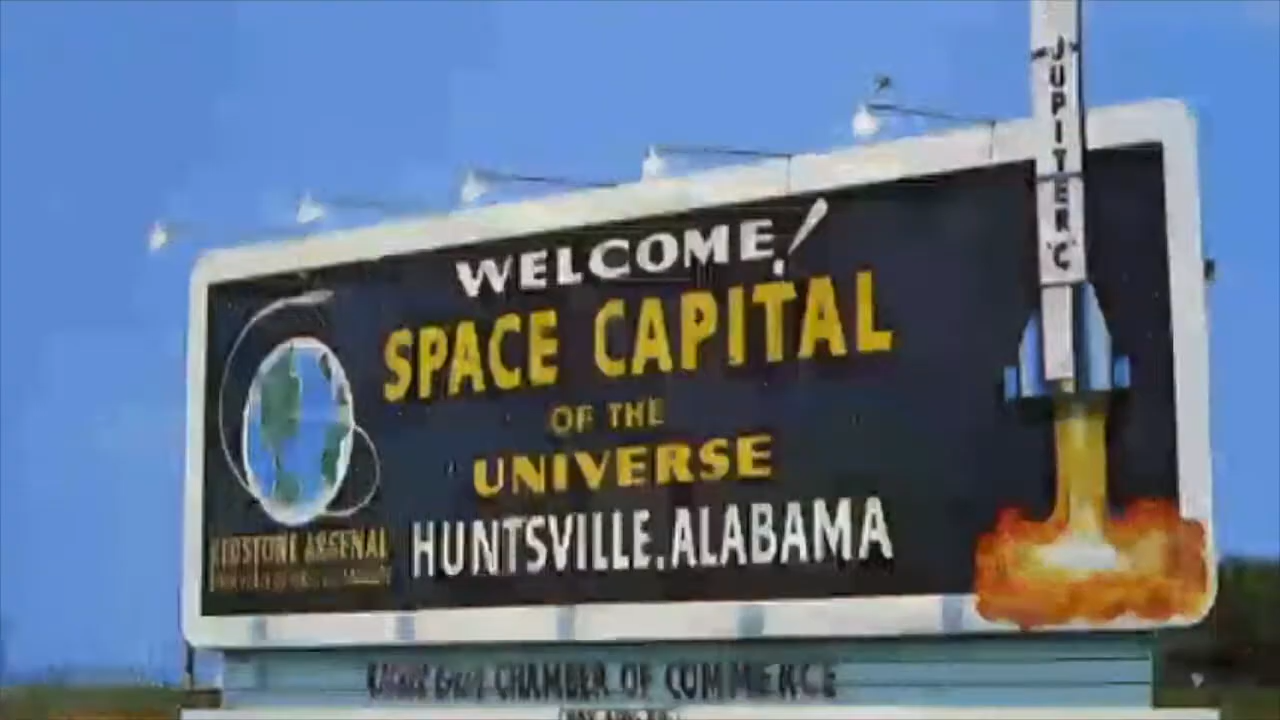 WELCOME!
SPACE CAPITAL
OF THE
UNIVERSE
HUNTSVILLE, ALABAMA
REDSTONE ARSENAL
JUPITER "C"
CHAMBER OF COMMERCE